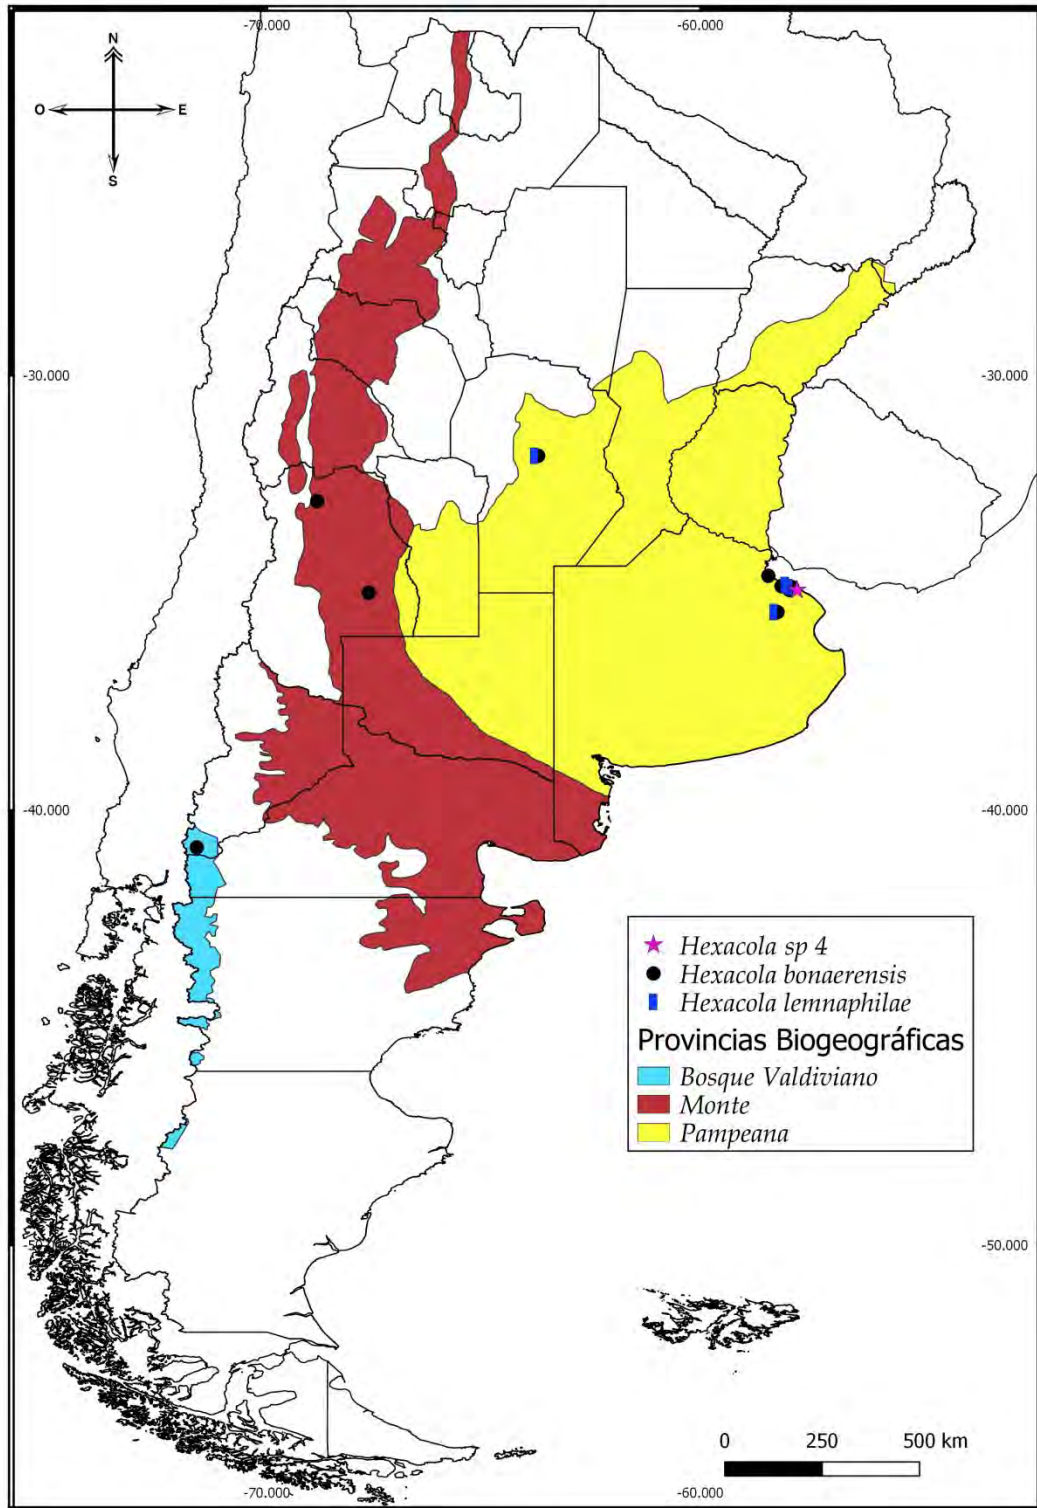 -70.000 -60.000
N
O E
S
-30.000 -30.000
-40.000 -40.000
Hexacola sp 4
Hexacola bonaerensis
Hexacola lemnaphilae
Provincias Biogeográficas
Bosque Valdiviano
Monte
Pampeana
-50.000
0 250 500 km
-70.000 -60.000